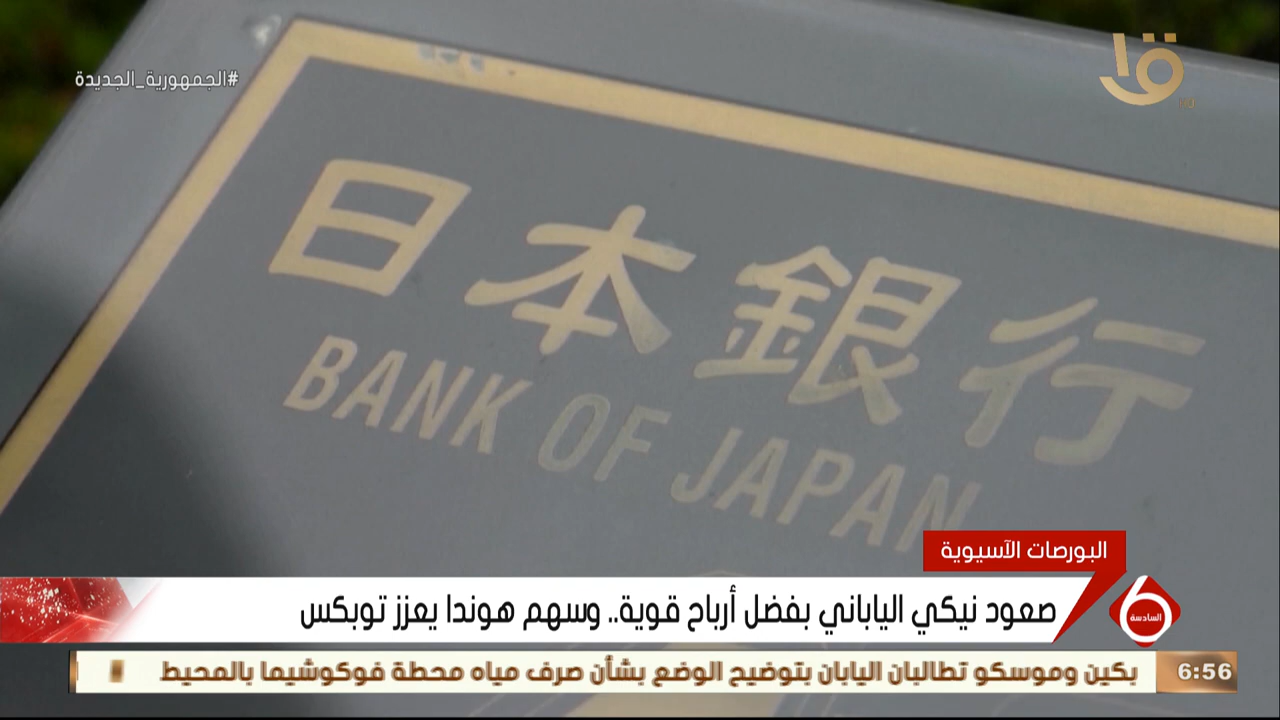 #الجمهورية_الجديدة
日本銀行
BANK OF JAPAN
البورصات الآسيوية
صعود نيكي الياباني بفضل أرباح قوية.. وسهم هوندا يعزز توبكس
السادسة
بكين وموسكو تطالبان اليابان بتوضيح الوضع بشأن صرف مياه محطة فوكوشيما بالمحيط
6:56